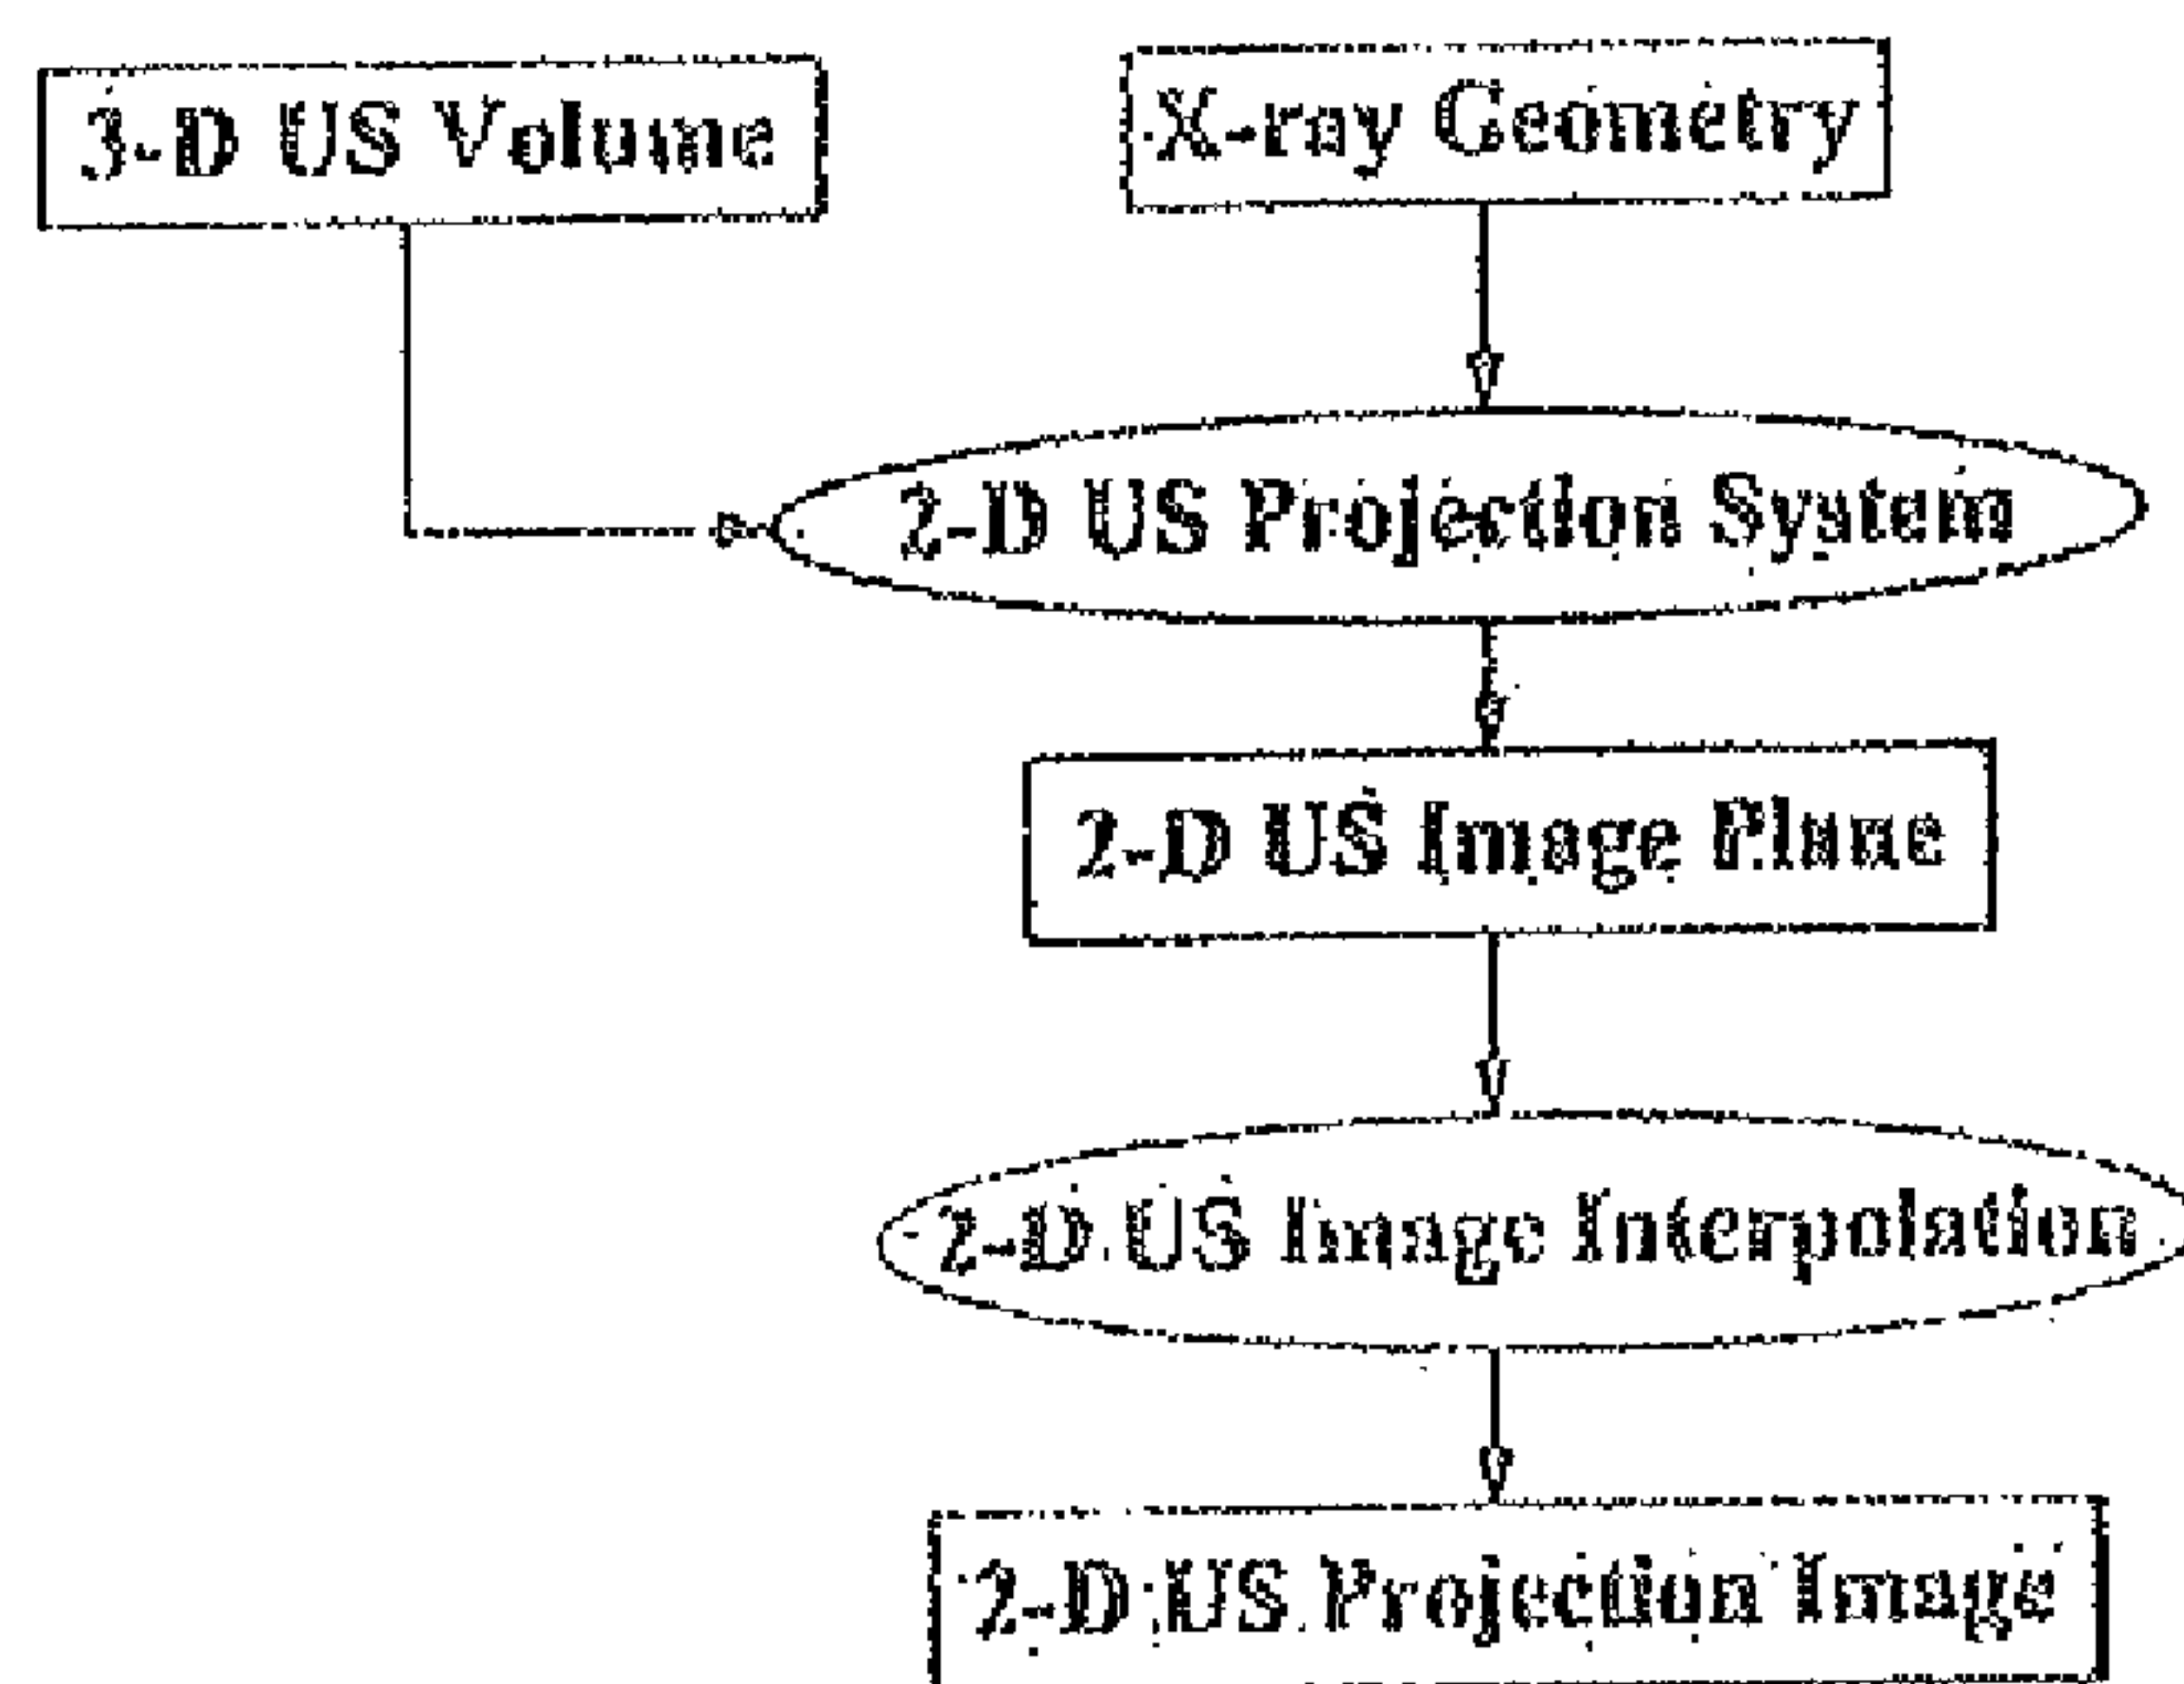 3-D US Volume
X-ray Geometry
2-D US Projection System
2-D US Image Plane
2-D US Image Interpolation
2-D US Projection Image